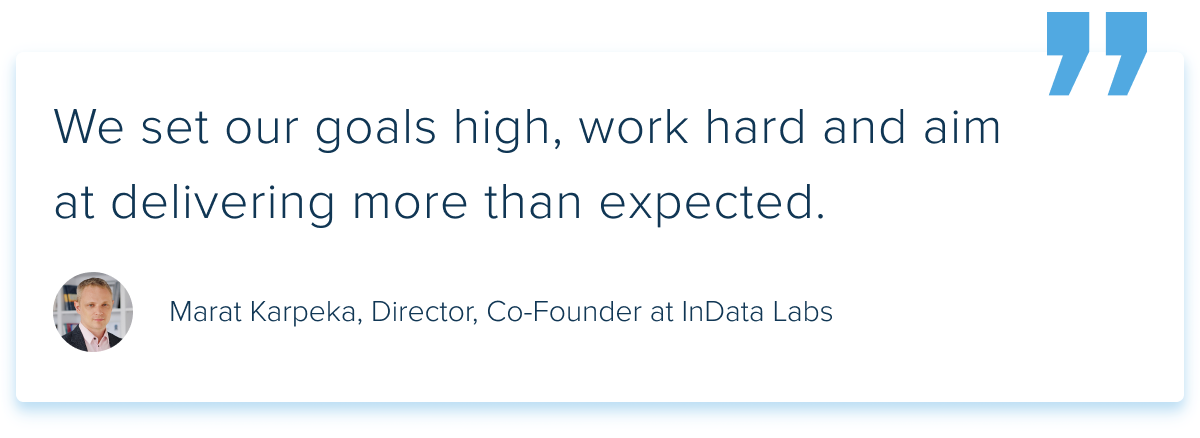 ”
We set our goals high, work hard and aim
at delivering more than expected.
Marat Karpeka, Director, Co-Founder at InData Labs